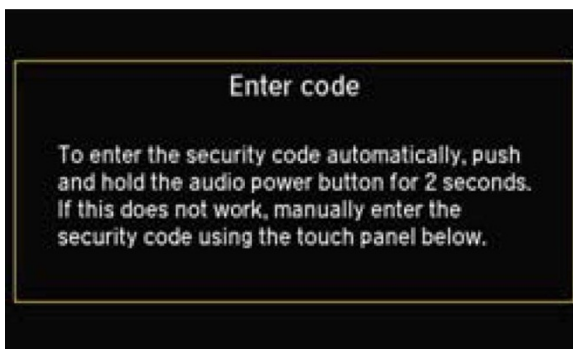 Enter code
To enter the security code automatically, push
and hold the audio power button for 2 seconds.
If this does not work, manually enter the
security code using the touch panel below.